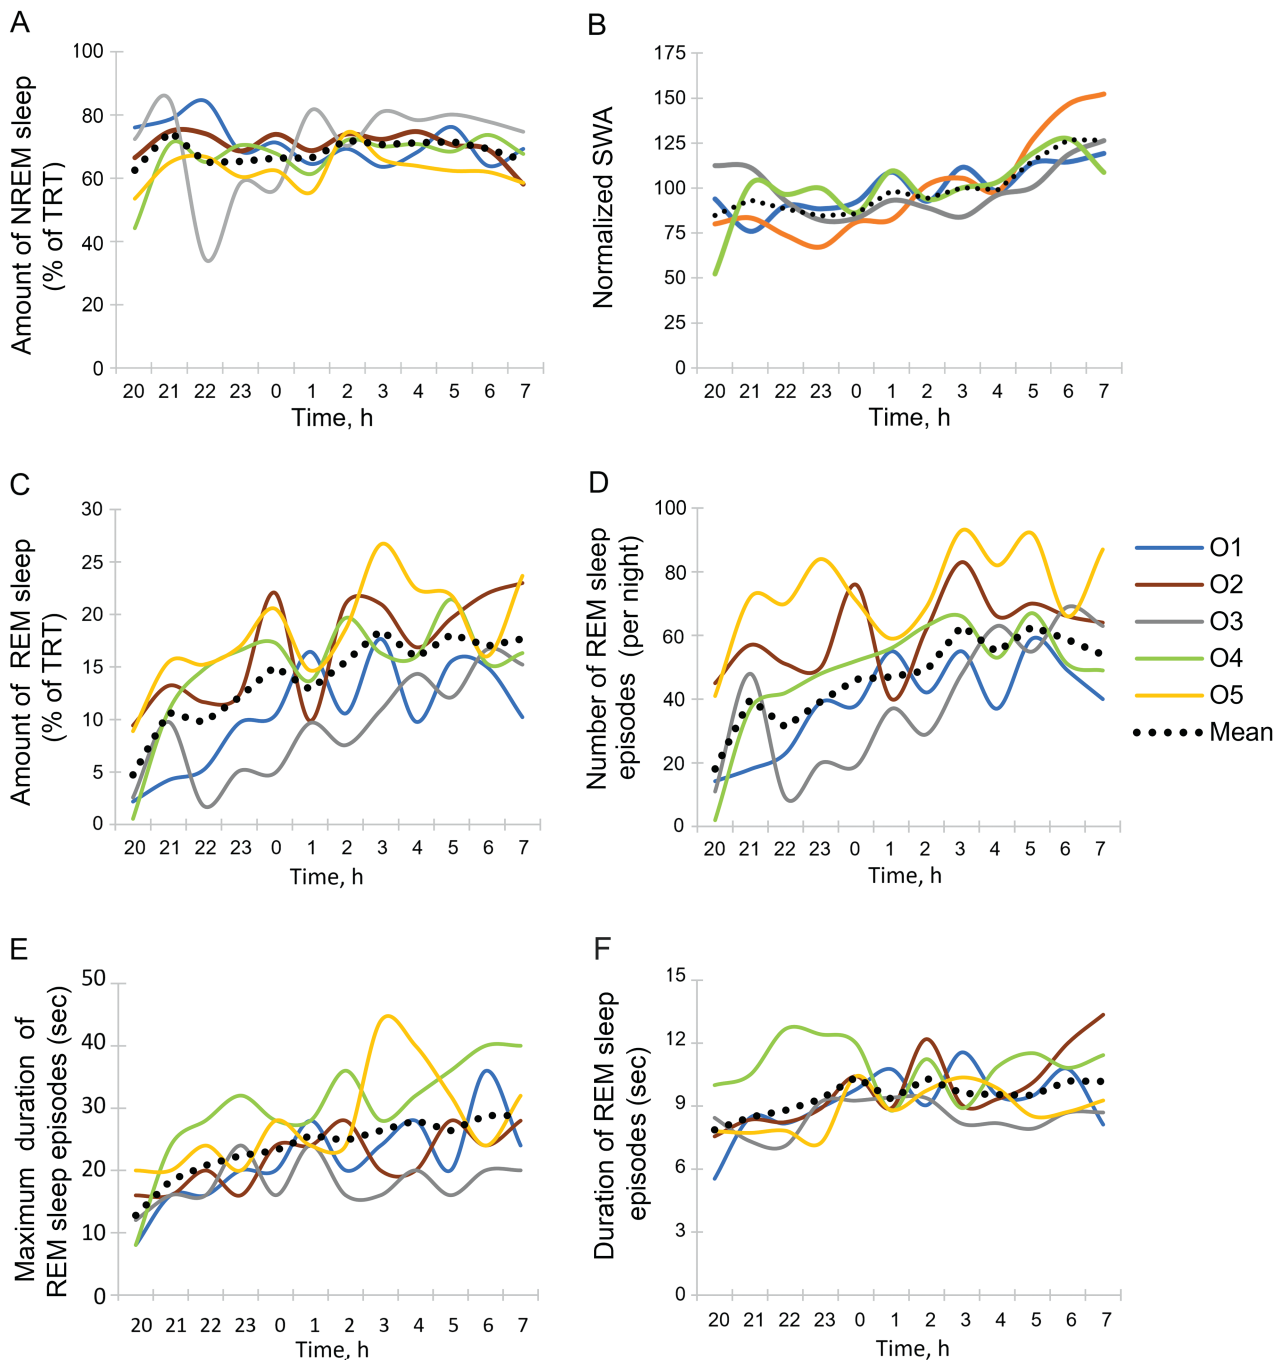 A
Amount of NREM sleep
(% of TRT)
100
80
60
40
20
0
20 21 22 23 0 1 2 3 4 5 6 7
Time, h
B
Normalized SWA
175
150
125
100
75
50
25
0
20 21 22 23 0 1 2 3 4 5 6 7
Time, h
C
Amount of REM sleep
(% of TRT)
30
25
20
15
10
5
0
20 21 22 23 0 1 2 3 4 5 6 7
Time, h
D
Number of REM sleep
episodes (per night)
100
80
60
40
20
0
20 21 22 23 0 1 2 3 4 5 6 7
Time, h
O1
O2
O3
O4
O5
Mean
E
Maximum duration of
REM sleep episodes (sec)
50
40
30
20
10
0
20 21 22 23 0 1 2 3 4 5 6 7
Time, h
F
Duration of REM sleep
episodes (sec)
15
12
9
6
3
0
20 21 22 23 0 1 2 3 4 5 6 7
Time, h